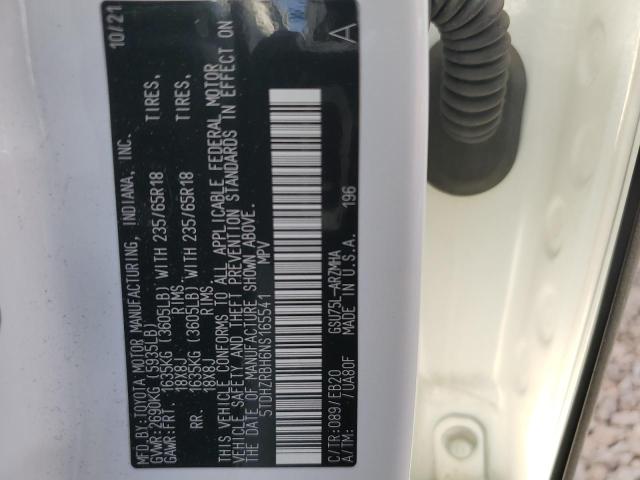 MFD.BY: TOYOTA MOTOR MANUFACTURING, INDIANA, INC. 10/21
GVWR: 2690KG (5935LB)
GAWR: FRT. 1635KG (3605LB) WITH 235/65R18 TIRES,
18X8J RIMS
RR. 1635KG (3605LB) WITH 235/65R18 TIRES,
18X8J RIMS
THIS VEHICLE CONFORMS TO ALL APPLICABLE FEDERAL MOTOR
VEHICLE SAFETY AND THEFT PREVENTION STANDARDS IN EFFECT ON
THE DATE OF MANUFACTURE SHOWN ABOVE.
5TDHZRBH6NS165541 MPV A
C/TR: 089/EB20 GSU75L-ARZMHA
A/TM: /UA80F MADE IN U.S.A. 196